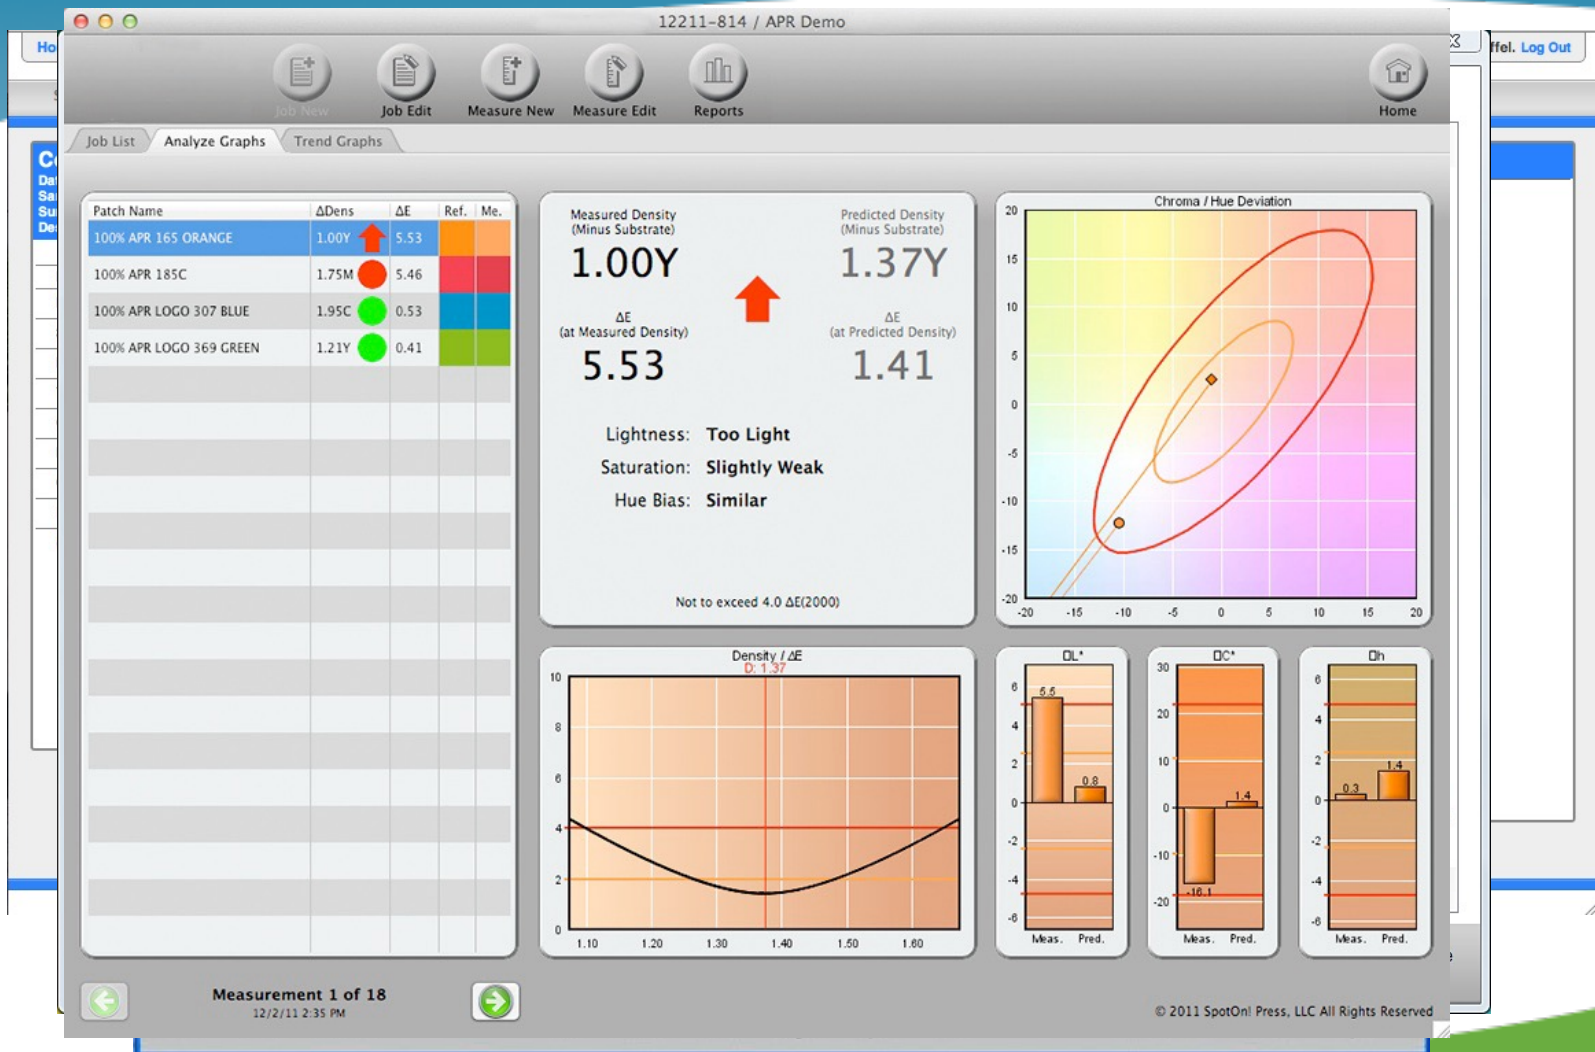 12211-814 / APR Demo
Ho
ffel. Log Out
Job New
Job Edit
Measure New
Measure Edit
Reports
Home
Job List
Analyze Graphs
Trend Graphs
Co
Dat
Sa
Su
De
Patch Name ΔDens ΔE Ref. Me.
100% APR 165 ORANGE 1.00Y 5.53
100% APR 185C 1.75M 5.46
100% APR LOGO 307 BLUE 1.95C 0.53
100% APR LOGO 369 GREEN 1.21Y 0.41
Measured Density
(Minus Substrate)
1.00Y
ΔE
(at Measured Density)
5.53
Predicted Density
(Minus Substrate)
1.37Y
ΔE
(at Predicted Density)
1.41
Lightness: Too Light
Saturation: Slightly Weak
Hue Bias: Similar
Not to exceed 4.0 ΔE(2000)
Chroma / Hue Deviation
20
15
10
5
0
-5
-10
-15
-20
-20 -15 -10 -5 0 5 10 15 20
Density / ΔE
D: 1.37
10
8
6
4
2
0
1.10 1.20 1.30 1.40 1.50 1.60
□L*
6
4
2
0
-2
-4
-6
5.5
0.8
Meas. Pred.
□C*
30
20
10
0
-10
-20
1.4
-16.1
Meas. Pred.
□h
6
4
2
0
-2
-4
-6
0.3
1.4
Meas. Pred.
Measurement 1 of 18
12/2/11 2:35 PM
© 2011 SpotOn! Press, LLC All Rights Reserved